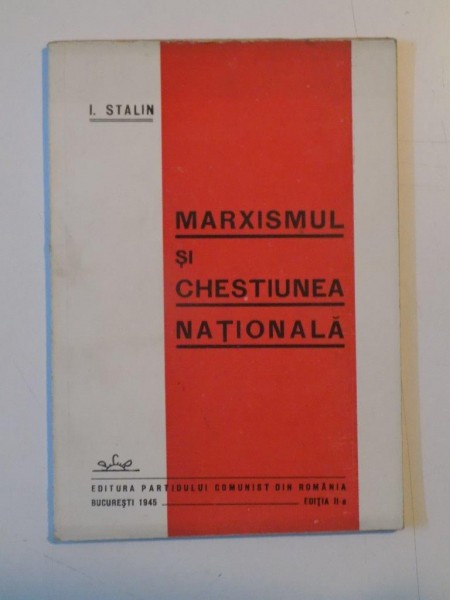 I. STALIN
MARXISMUL
ȘI
CHESTIUNEA
NAȚIONALĂ
EDITURA PARTIDULUI COMUNIST DIN ROMÂNIA
BUCUREȘTI 1945 EDIȚIA II-a